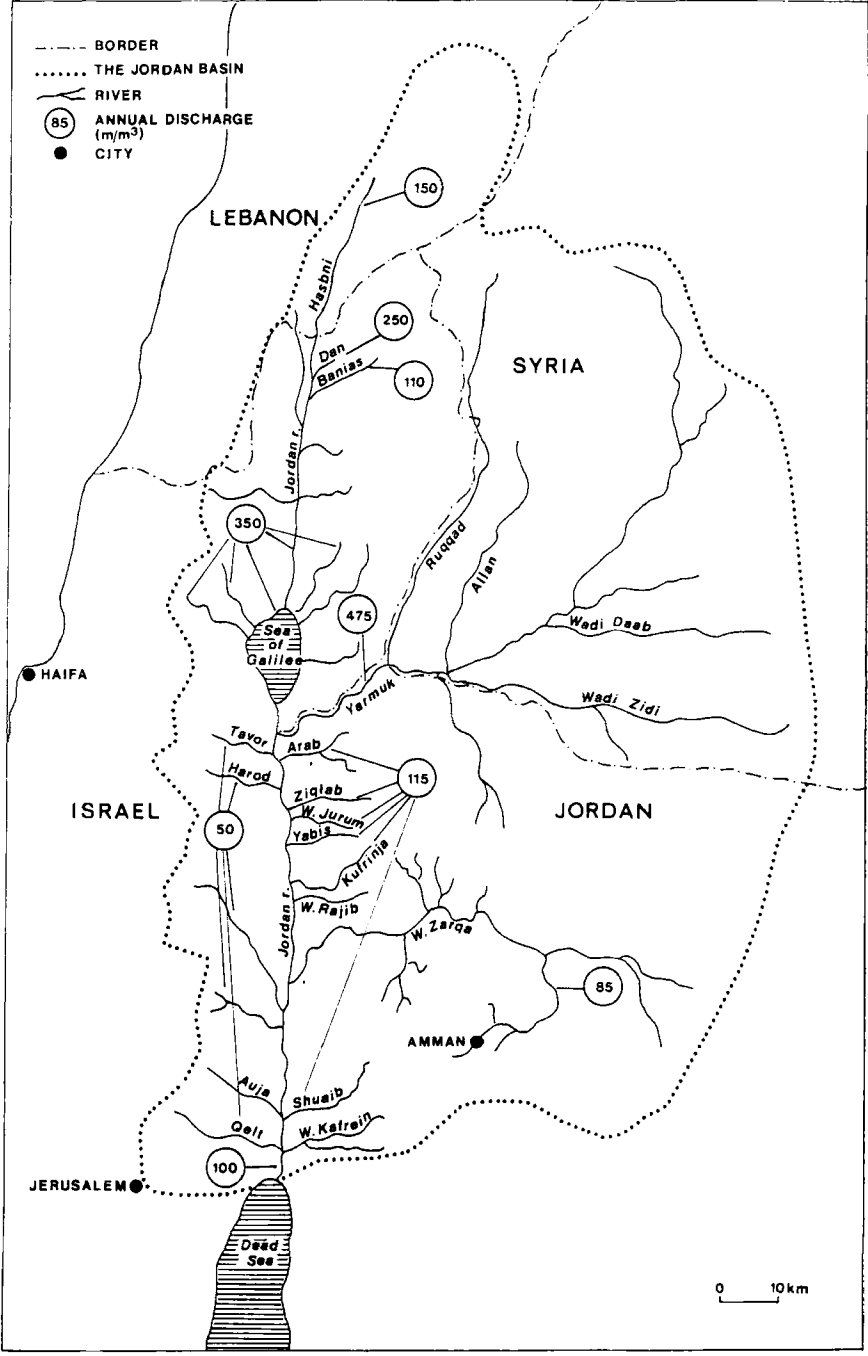 BORDER
THE JORDAN BASIN
RIVER
85
ANNUAL DISCHARGE
(m/m³)
CITY
LEBANON
150
Hasbni
250
Dan
Banias
110
SYRIA
Jordan r.
350
Ruqqad
Allan
475
Sea
of
Galilee
Wadi Daab
HAIFA
Yarmuk
Wadi Zidi
Tavor
Arab
Harod
115
Ziqlab
ISRAEL
W. Jurum
JORDAN
50
Yabis
Kufrinja
Jordan r.
W. Rajib
W. Zarqa
85
AMMAN
Auja
Shuaib
Qelt
W. Kafrein
100
JERUSALEM
Dead
Sea
0 10km